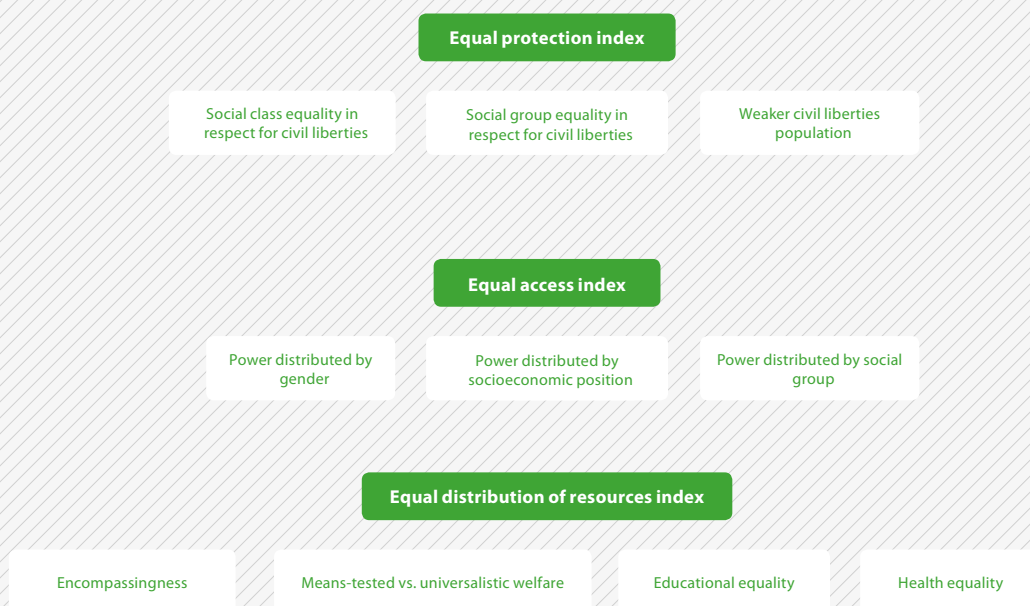 Equal protection index
Social class equality in
respect for civil liberties
Social group equality in
respect for civil liberties
Weaker civil liberties
population
Equal access index
Power distributed by
gender
Power distributed by
socioeconomic position
Power distributed by social
group
Equal distribution of resources index
Encompassingness
Means-tested vs. universalistic welfare
Educational equality
Health equality